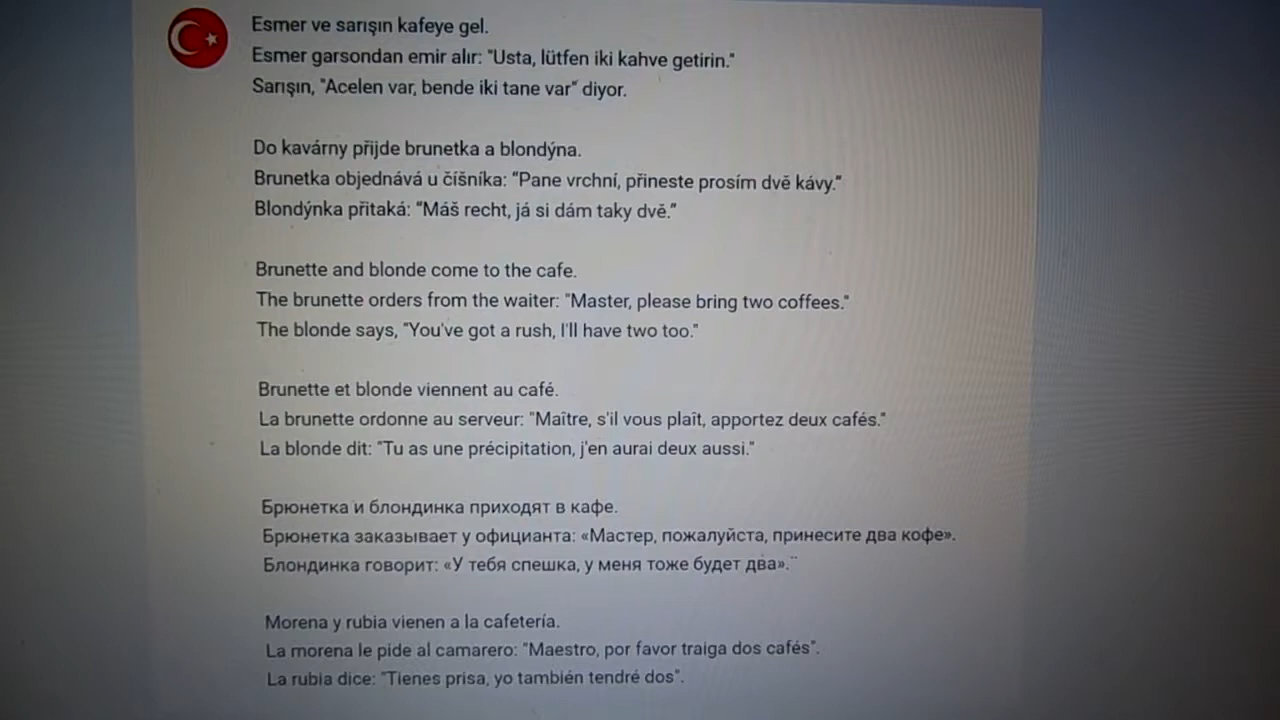 Esmer ve sarışın kafeye gel.
Esmer garsondan emir alır: "Usta, lütfen iki kahve getirin."
Sarışın, "Acelen var, bende iki tane var" diyor.
Do kavárny přijde brunetka a blondýna.
Brunetka objednává u číšníka: "Pane vrchní, přineste prosím dvě kávy."
Blondýnka přitaká: "Máš recht, já si dám taky dvě."
Brunette and blonde come to the cafe.
The brunette orders from the waiter: "Master, please bring two coffees."
The blonde says, "You've got a rush, I'll have two too."
Brunette et blonde viennent au café.
La brunette ordonne au serveur: "Maître, s'il vous plaît, apportez deux cafés."
La blonde dit: "Tu as une précipitation, j'en aurai deux aussi."
Брюнетка и блондинка приходят в кафе.
Брюнетка заказывает у официанта: «Мастер, пожалуйста, принесите два кофе».
Блондинка говорит: «У тебя спешка, у меня тоже будет два».¨
Morena y rubia vienen a la cafetería.
La morena le pide al camarero: "Maestro, por favor traiga dos cafés".
La rubia dice: "Tienes prisa, yo también tendré dos".